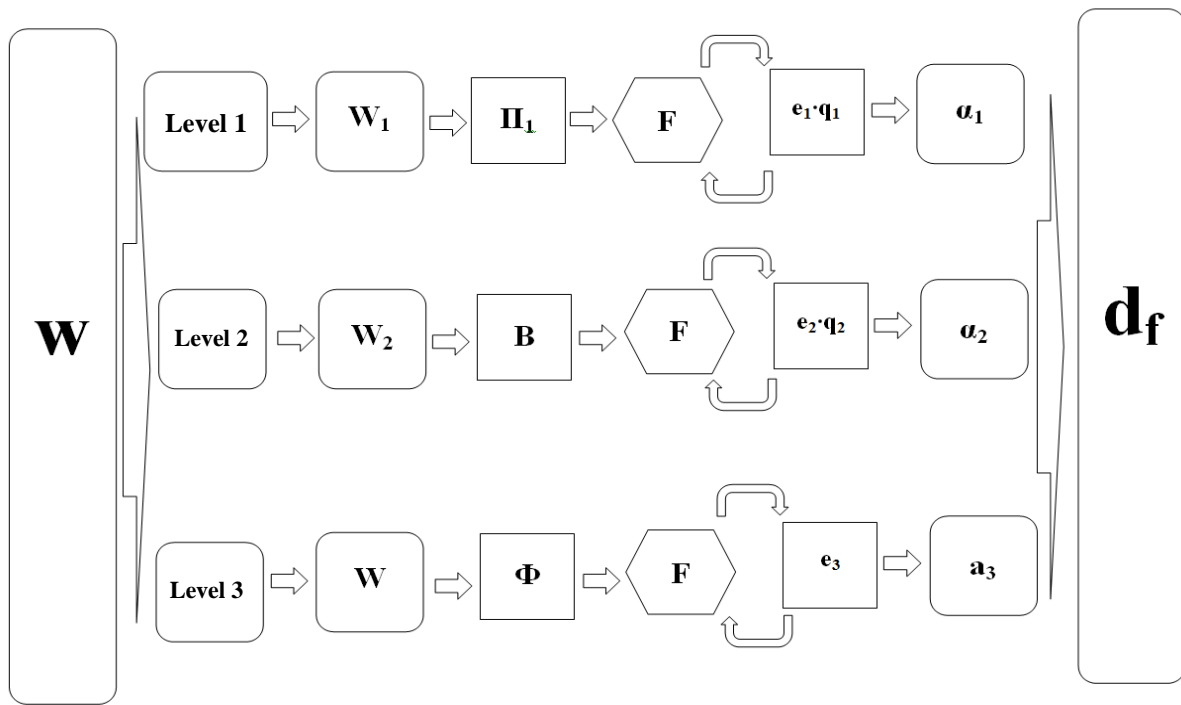 W
Level 1
W₁
Π₁
F
e₁·q₁
α₁
Level 2
W₂
B
F
e₂·q₂
α₂
Level 3
W
Φ
F
e₃
a₃
d_f